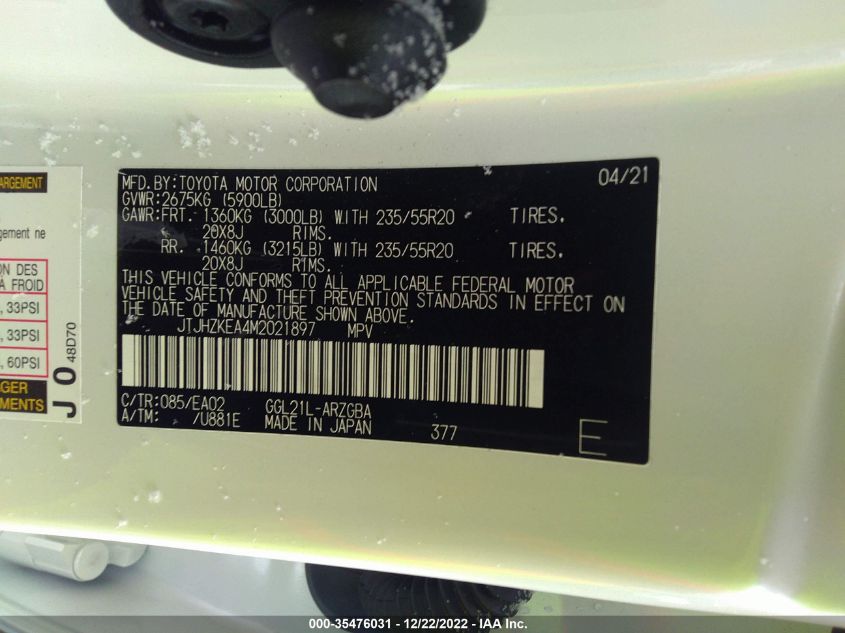 ARGEMENT
gement ne
ON DES
A FROID
, 33PSI
, 33PSI
, 60PSI
GER
EMENTS
48D70
J O
MFD.BY:TOYOTA MOTOR CORPORATION 04/21
GVWR:2675KG (5900LB)
GAWR:FRT. 1360KG (3000LB) WITH 235/55R20 TIRES,
20X8J RIMS.
RR. 1460KG (3215LB) WITH 235/55R20 TIRES,
20X8J RIMS.
THIS VEHICLE CONFORMS TO ALL APPLICABLE FEDERAL MOTOR
VEHICLE SAFETY AND THEFT PREVENTION STANDARDS IN EFFECT ON
THE DATE OF MANUFACTURE SHOWN ABOVE.
JTJHZKEA4M2021897 MPV
C/TR:085/EA02 GGL21L-ARZGBA
A/TM: /U881E MADE IN JAPAN 377 E
000-35476031 - 12/22/2022 - IAA Inc.